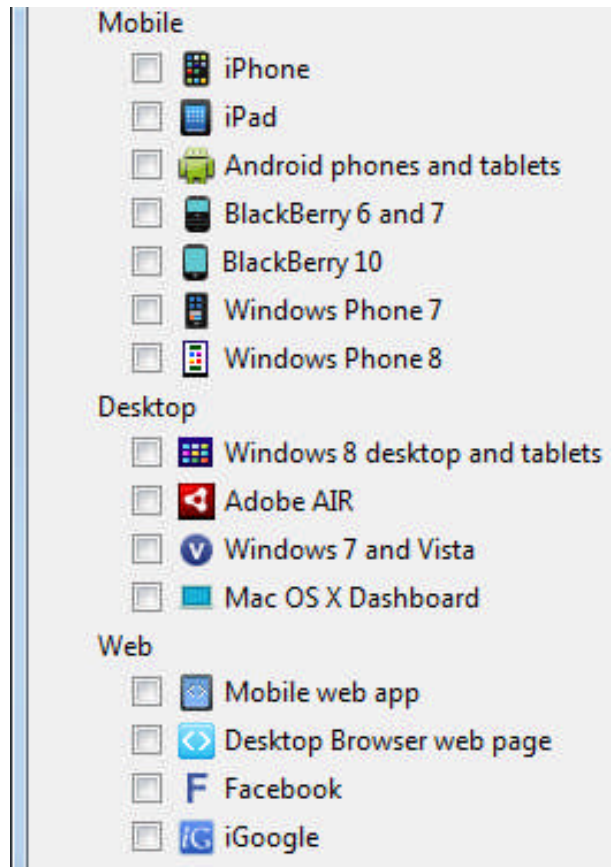 Mobile
iPhone
iPad
Android phones and tablets
BlackBerry 6 and 7
BlackBerry 10
Windows Phone 7
Windows Phone 8
Desktop
Windows 8 desktop and tablets
Adobe AIR
V Windows 7 and Vista
Mac OS X Dashboard
Web
Mobile web app
<> Desktop Browser web page
F Facebook
iG iGoogle